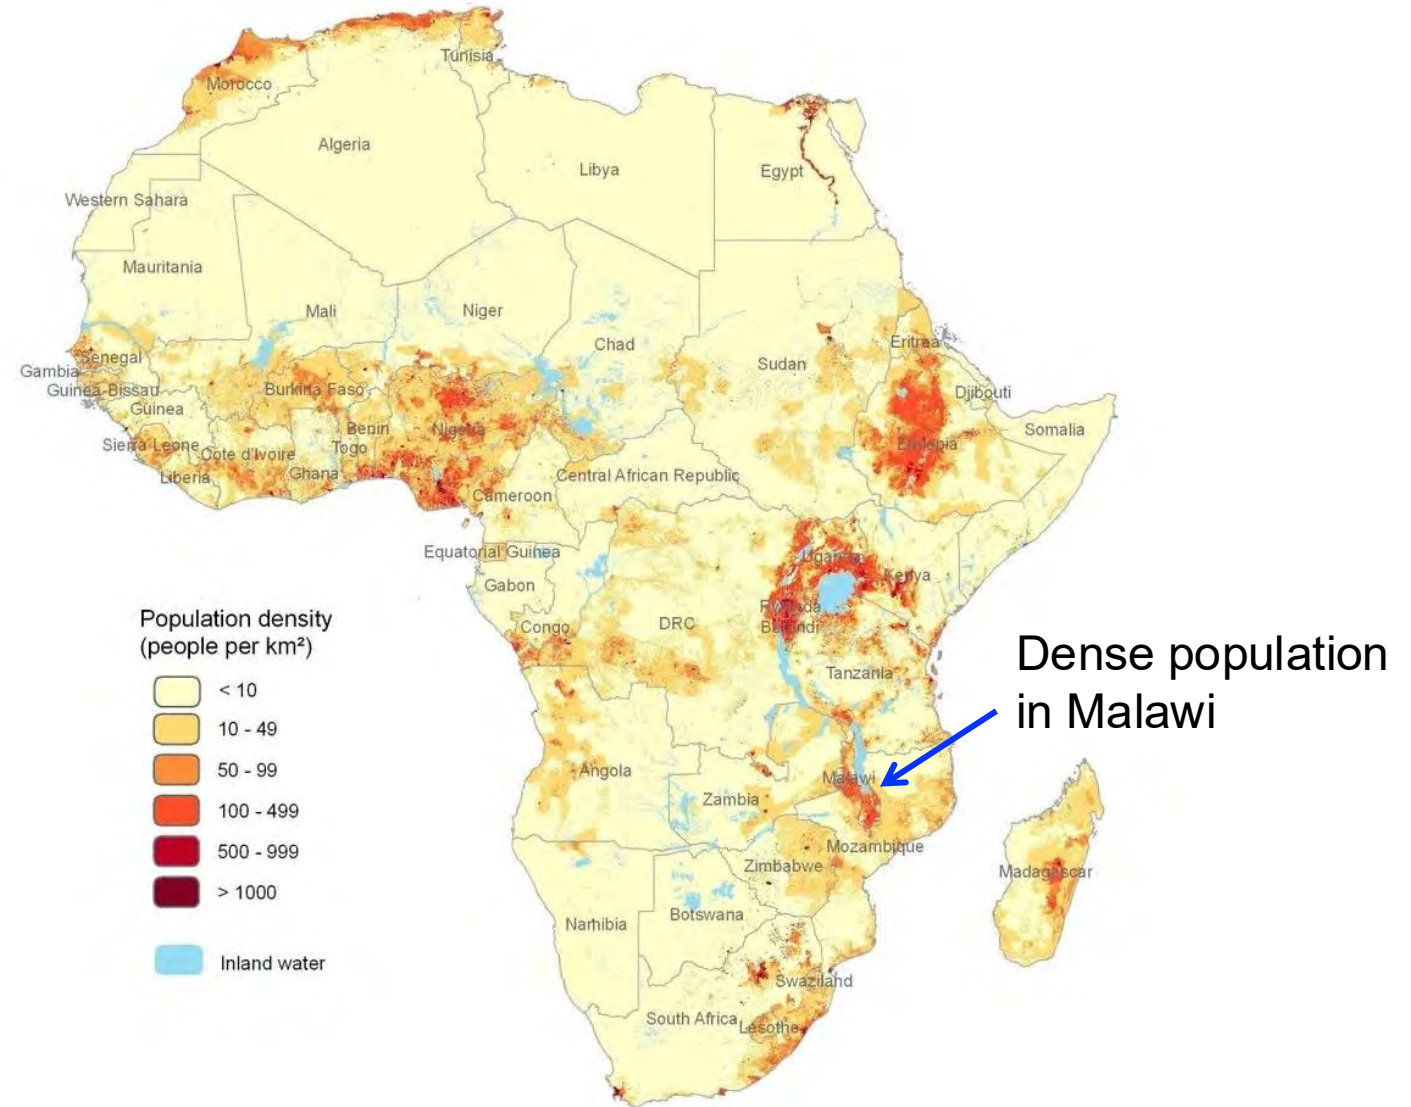 Tunisia
Morocco
Algeria
Libya
Egypt
Western Sahara
Mauritania
Mali
Niger
Chad
Sudan
Eritrea
Senegal
Gambia
Guinea-Bissau
Burkina Faso
Djibouti
Guinea
Benin
Nigeria
Somalia
Sierra Leone
Cote d'Ivoire
Togo
Ethiopia
Liberia
Ghana
Central African Republic
Cameroon
Equatorial Guinea
Uganda
Gabon
Kenya
Rwanda
Congo
DRC
Burundi
Tanzania
Population density
(people per km²)
< 10
10 - 49
50 - 99
100 - 499
500 - 999
> 1000
Inland water
Dense population
in Malawi
Angola
Malawi
Zambia
Mozambique
Zimbabwe
Madagascar
Namibia
Botswana
Swaziland
South Africa
Lesotho